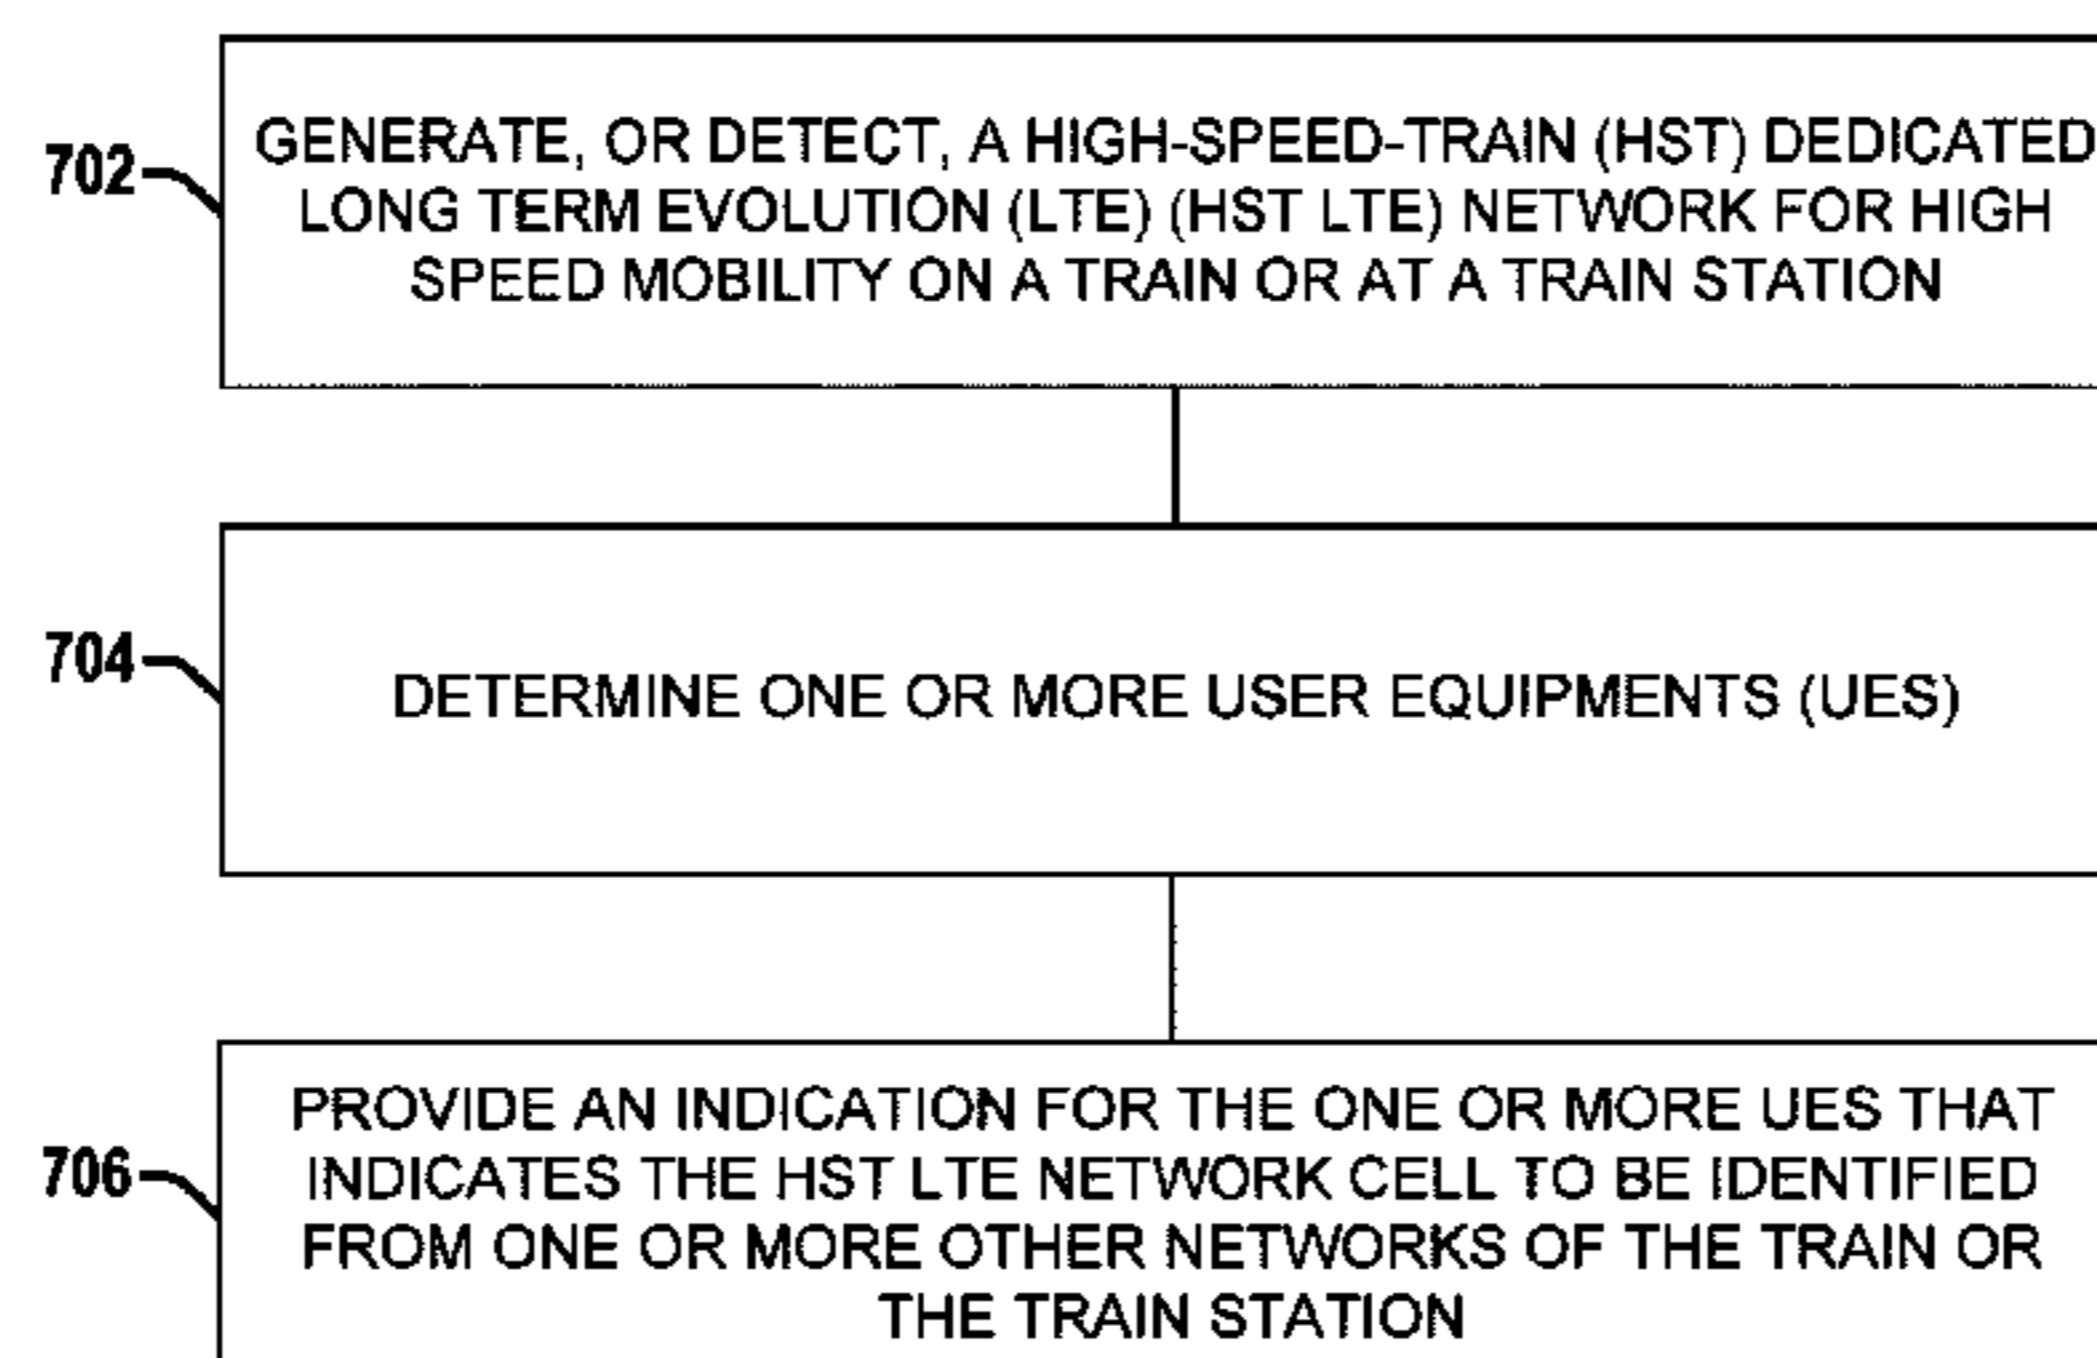 702
GENERATE, OR DETECT, A HIGH-SPEED-TRAIN (HST) DEDICATED
LONG TERM EVOLUTION (LTE) (HST LTE) NETWORK FOR HIGH
SPEED MOBILITY ON A TRAIN OR AT A TRAIN STATION
704
DETERMINE ONE OR MORE USER EQUIPMENTS (UES)
706
PROVIDE AN INDICATION FOR THE ONE OR MORE UES THAT
INDICATES THE HST LTE NETWORK CELL TO BE IDENTIFIED
FROM ONE OR MORE OTHER NETWORKS OF THE TRAIN OR
THE TRAIN STATION